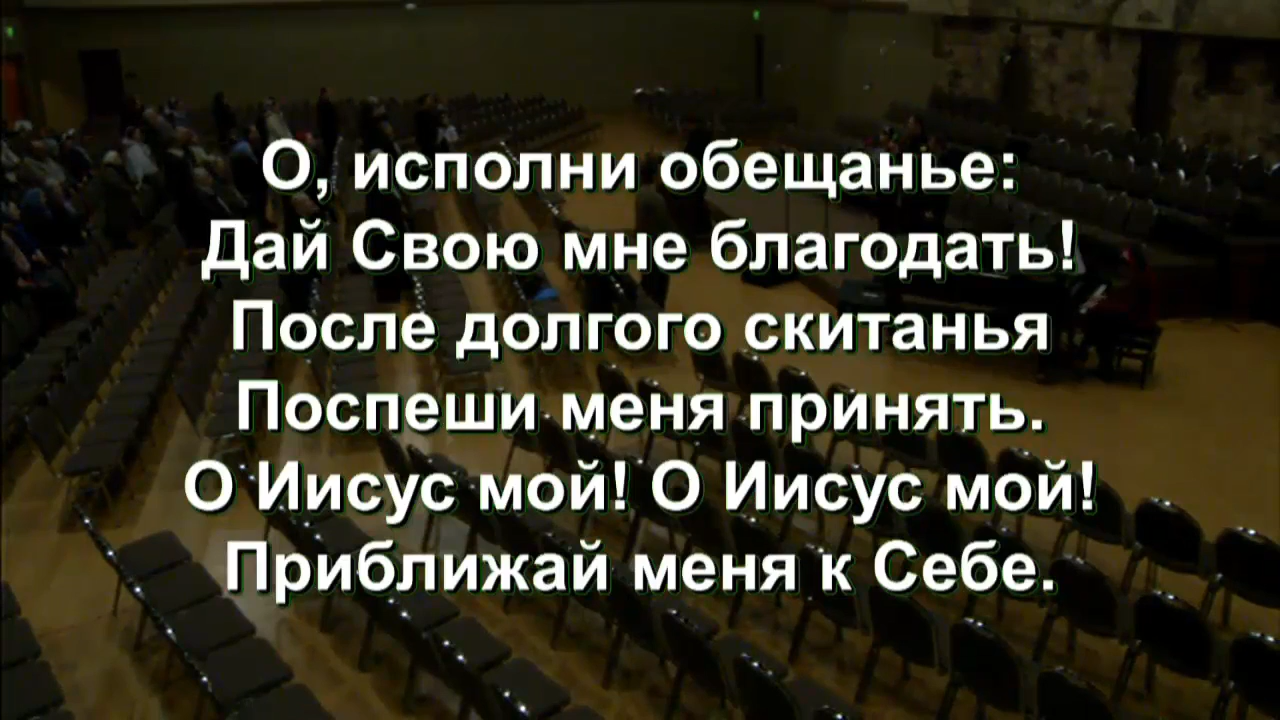 О, исполни обещанье:
Дай Свою мне благодать!
После долгого скитанья
Поспеши меня принять.
О Иисус мой! О Иисус мой!
Приближай меня к Себе.